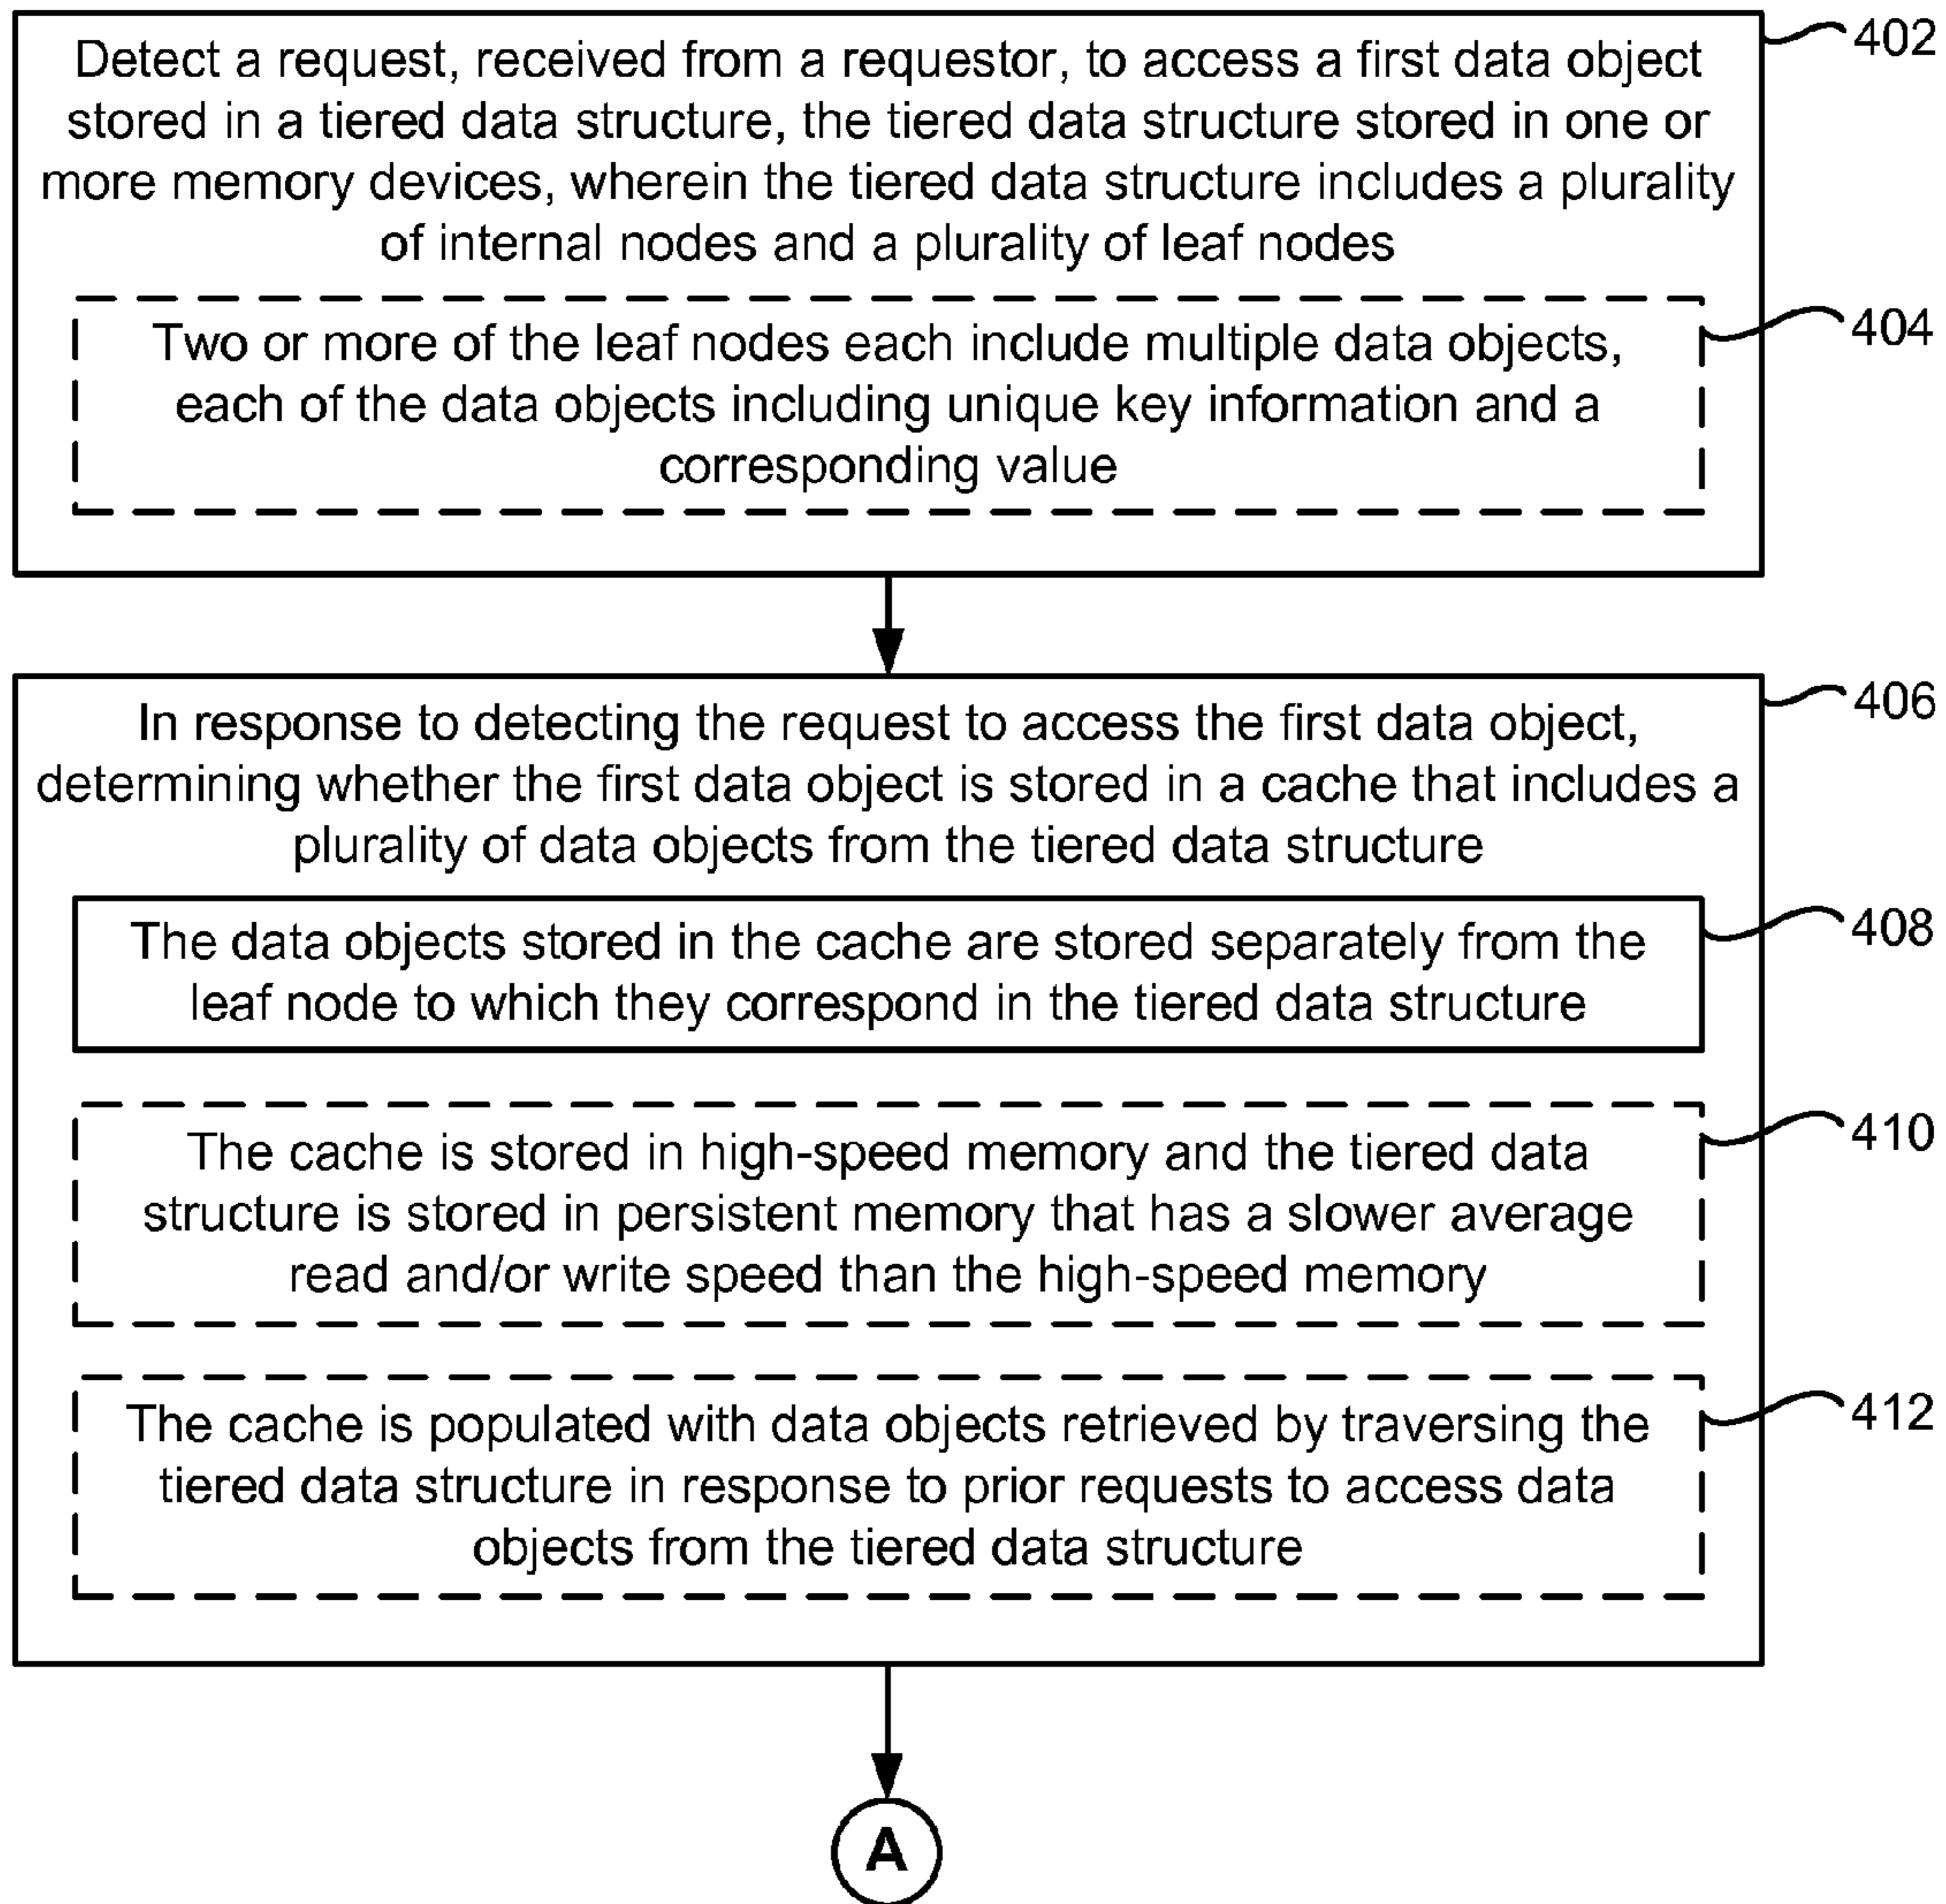 Detect a request, received from a requestor, to access a first data object
stored in a tiered data structure, the tiered data structure stored in one or
more memory devices, wherein the tiered data structure includes a plurality
of internal nodes and a plurality of leaf nodes
402
Two or more of the leaf nodes each include multiple data objects,
each of the data objects including unique key information and a
corresponding value
404
In response to detecting the request to access the first data object,
determining whether the first data object is stored in a cache that includes a
plurality of data objects from the tiered data structure
406
The data objects stored in the cache are stored separately from the
leaf node to which they correspond in the tiered data structure
408
The cache is stored in high-speed memory and the tiered data
structure is stored in persistent memory that has a slower average
read and/or write speed than the high-speed memory
410
The cache is populated with data objects retrieved by traversing the
tiered data structure in response to prior requests to access data
objects from the tiered data structure
412
A